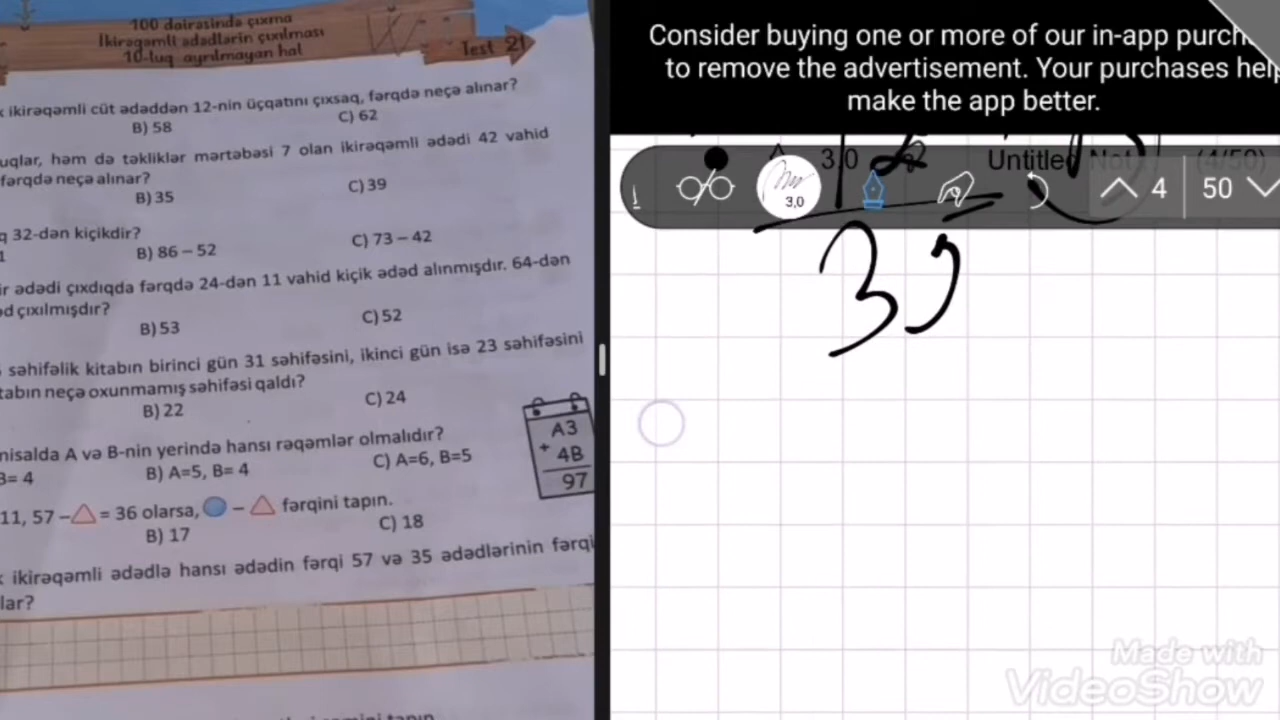 100 dairəsində çıxma
İkirəqəmli ədədlərin çıxılması
10-luq ayrılmayan hal
Test 21
ikirəqəmli cüt ədəddən 12-nin üçqatını çıxsaq, fərqdə neçə alınar?
B) 58
C) 62
uqlar, həm də təkliklər mərtəbəsi 7 olan ikirəqəmli ədədi 42 vahid
fərqdə neçə alınar?
B) 35
C) 39
q 32-dən kiçikdir?
1
B) 86 – 52
C) 73 – 42
ir ədədi çıxdıqda fərqdə 24-dən 11 vahid kiçik ədəd alınmışdır. 64-dən
əd çıxılmışdır?
B) 53
C) 52
səhifəlik kitabın birinci gün 31 səhifəsini, ikinci gün isə 23 səhifəsini
tabın neçə oxunmamış səhifəsi qaldı?
B) 22
C) 24
misalda A və B-nin yerində hansı rəqəmlər olmalıdır?
B= 4
B) A=5, B= 4
C) A=6, B=5
A3
+ 4B
97
11, 57 – = 36 olarsa, – fərqini tapın.
B) 17
C) 18
ikirəqəmli ədədlə hansı ədədin fərqi 57 və 35 ədədlərinin fərqi
lar?
Consider buying one or more of our in-app purch
to remove the advertisement. Your purchases help
make the app better.
3,0
Untitled
(4/50)
3,0
4
50
Made with
VideoShow